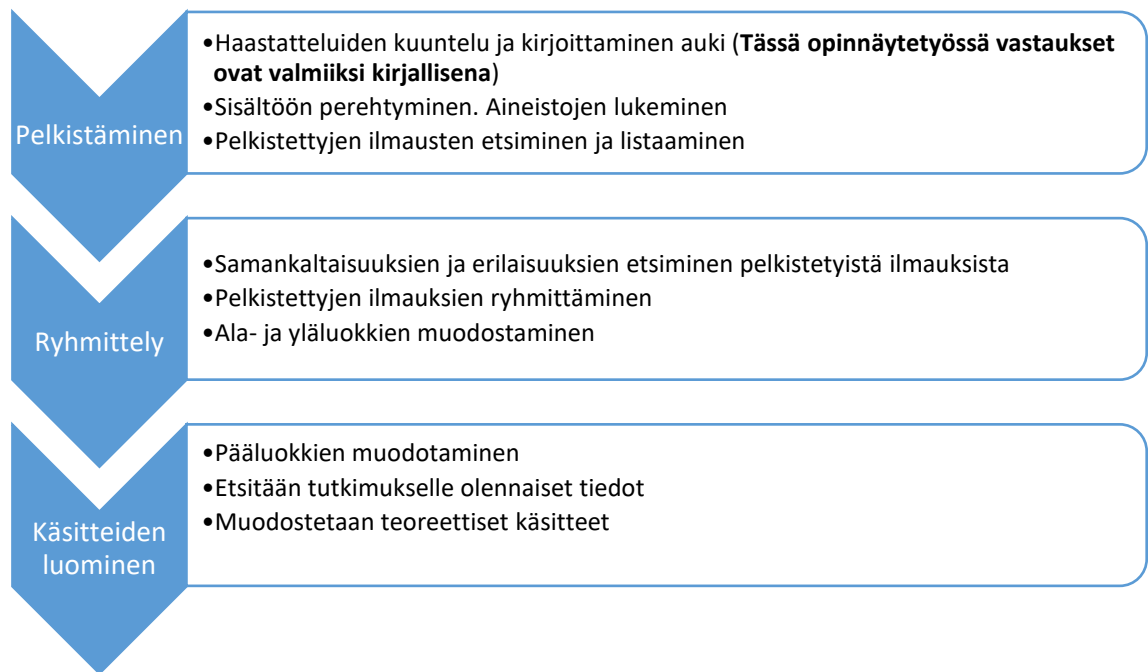 Pelkistäminen
•Haastatteluiden kuuntelu ja kirjoittaminen auki (Tässä opinnäytetyössä vastaukset
ovat valmiiksi kirjallisena)
•Sisältöön perehtyminen. Aineistojen lukeminen
•Pelkistettyjen ilmausten etsiminen ja listaaminen
Ryhmittely
•Samankaltaisuuksien ja erilaisuuksien etsiminen pelkistetyistä ilmauksista
•Pelkistettyjen ilmauksien ryhmittäminen
•Ala- ja yläluokkien muodostaminen
Käsitteiden
luominen
•Pääluokkien muodotaminen
•Etsitään tutkimukselle olennaiset tiedot
•Muodostetaan teoreettiset käsitteet